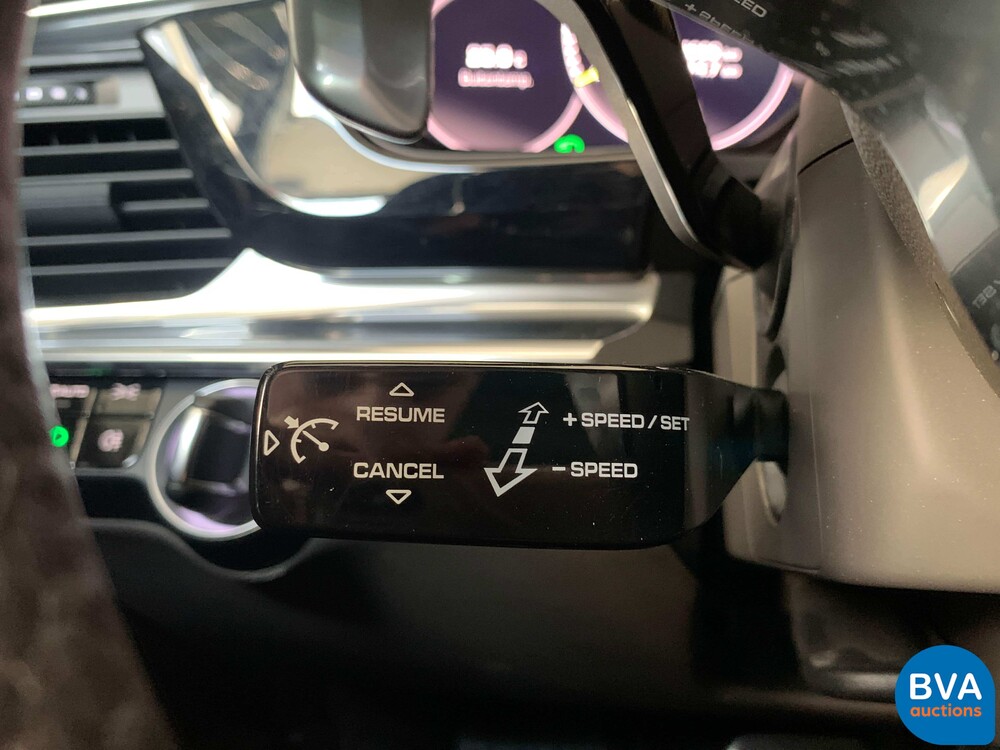 RESUME
CANCEL
+ SPEED / SET
- SPEED
BVA
auctions